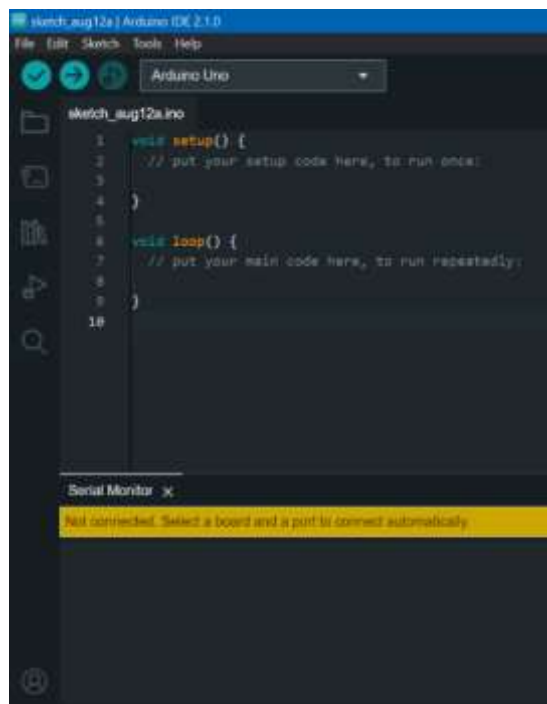 sketch_aug12a | Arduino IDE 2.1.0
File Edit Sketch Tools Help
Arduino Uno
sketch_aug12a.ino
1 void setup() {
2 // put your setup code here, to run once:
3
4 }
5
6 void loop() {
7 // put your main code here, to run repeatedly:
8
9 }
10
Serial Monitor x
Not connected. Select a board and a port to connect automatically.